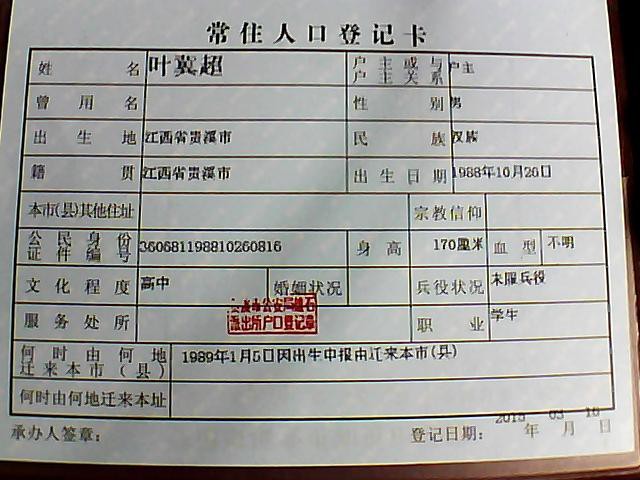 常住人口登记卡
姓名 叶冀超 户主或与户主关系 户主
曾用名 性别 男
出生地 江西省贵溪市 民族 汉族
籍贯 江西省贵溪市 出生日期 1988年10月26日
本市(县)其他住址 宗教信仰
公民身份证件编号 360681198810260816 身高 170厘米 血型 不明
文化程度 高中 婚姻状况 兵役状况 未服兵役
服务处所 职业 学生
派出所户口登记章
何时由何地迁来本市(县) 1989年1月5日因出生申报由迁来本市(县)
何时由何地迁来本址
承办人签章: 登记日期: 年 月 日